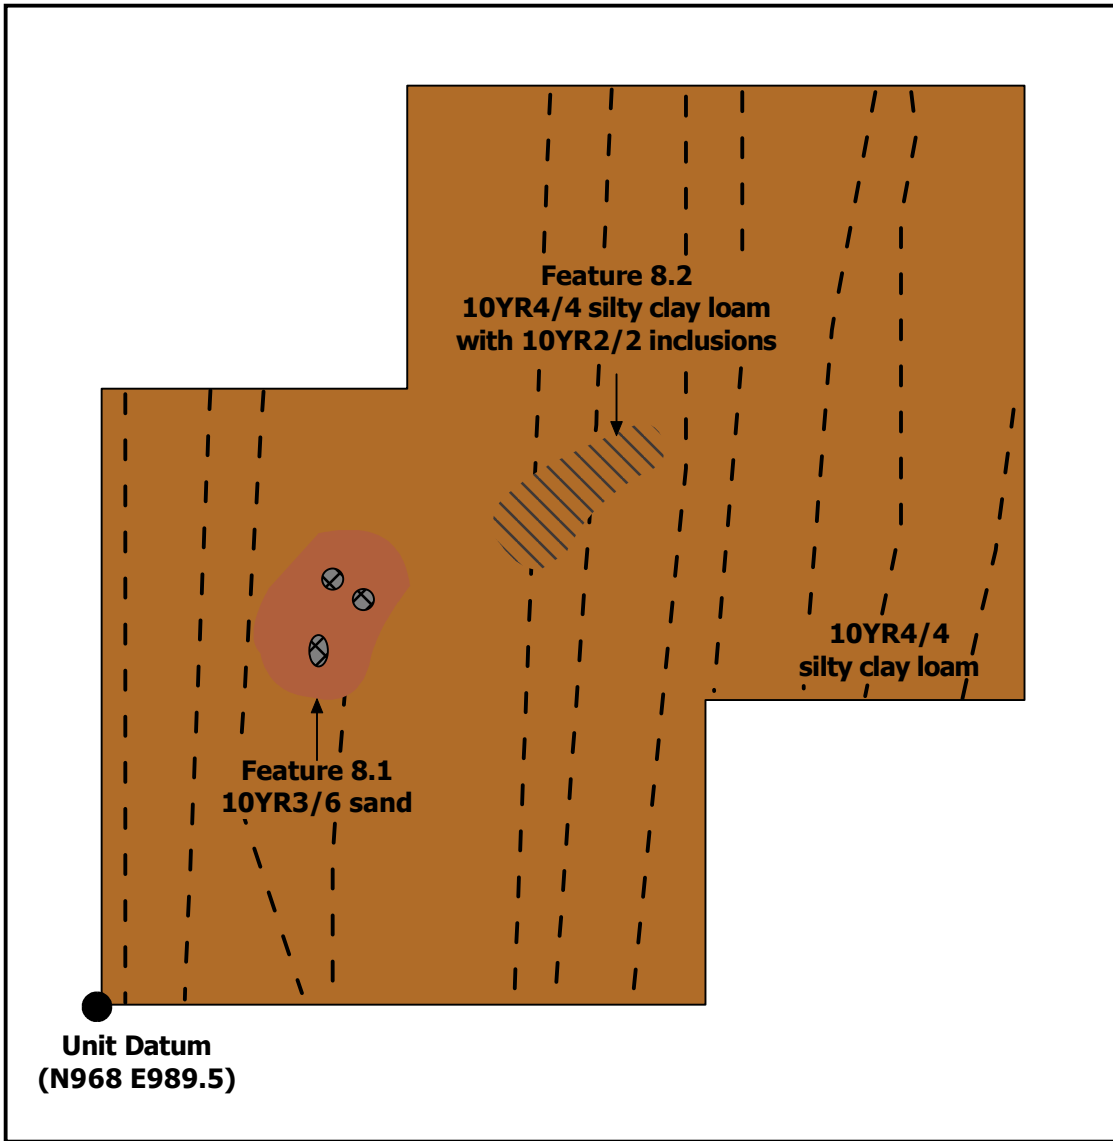 Feature 8.2
10YR4/4 silty clay loam
with 10YR2/2 inclusions
10YR4/4
silty clay loam
Feature 8.1
10YR3/6 sand
Unit Datum
(N968 E989.5)